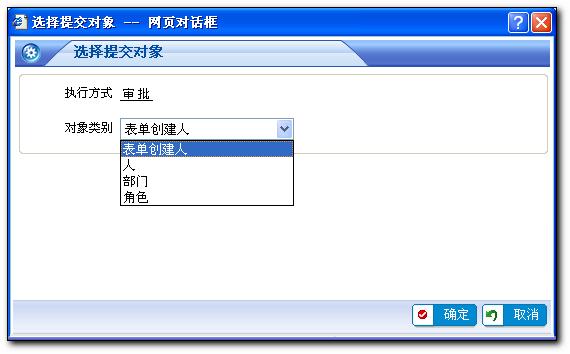 选择提交对象 -- 网页对话框
选择提交对象
执行方式 审批
对象类别 表单创建人
表单创建人
人
部门
角色
确定 取消